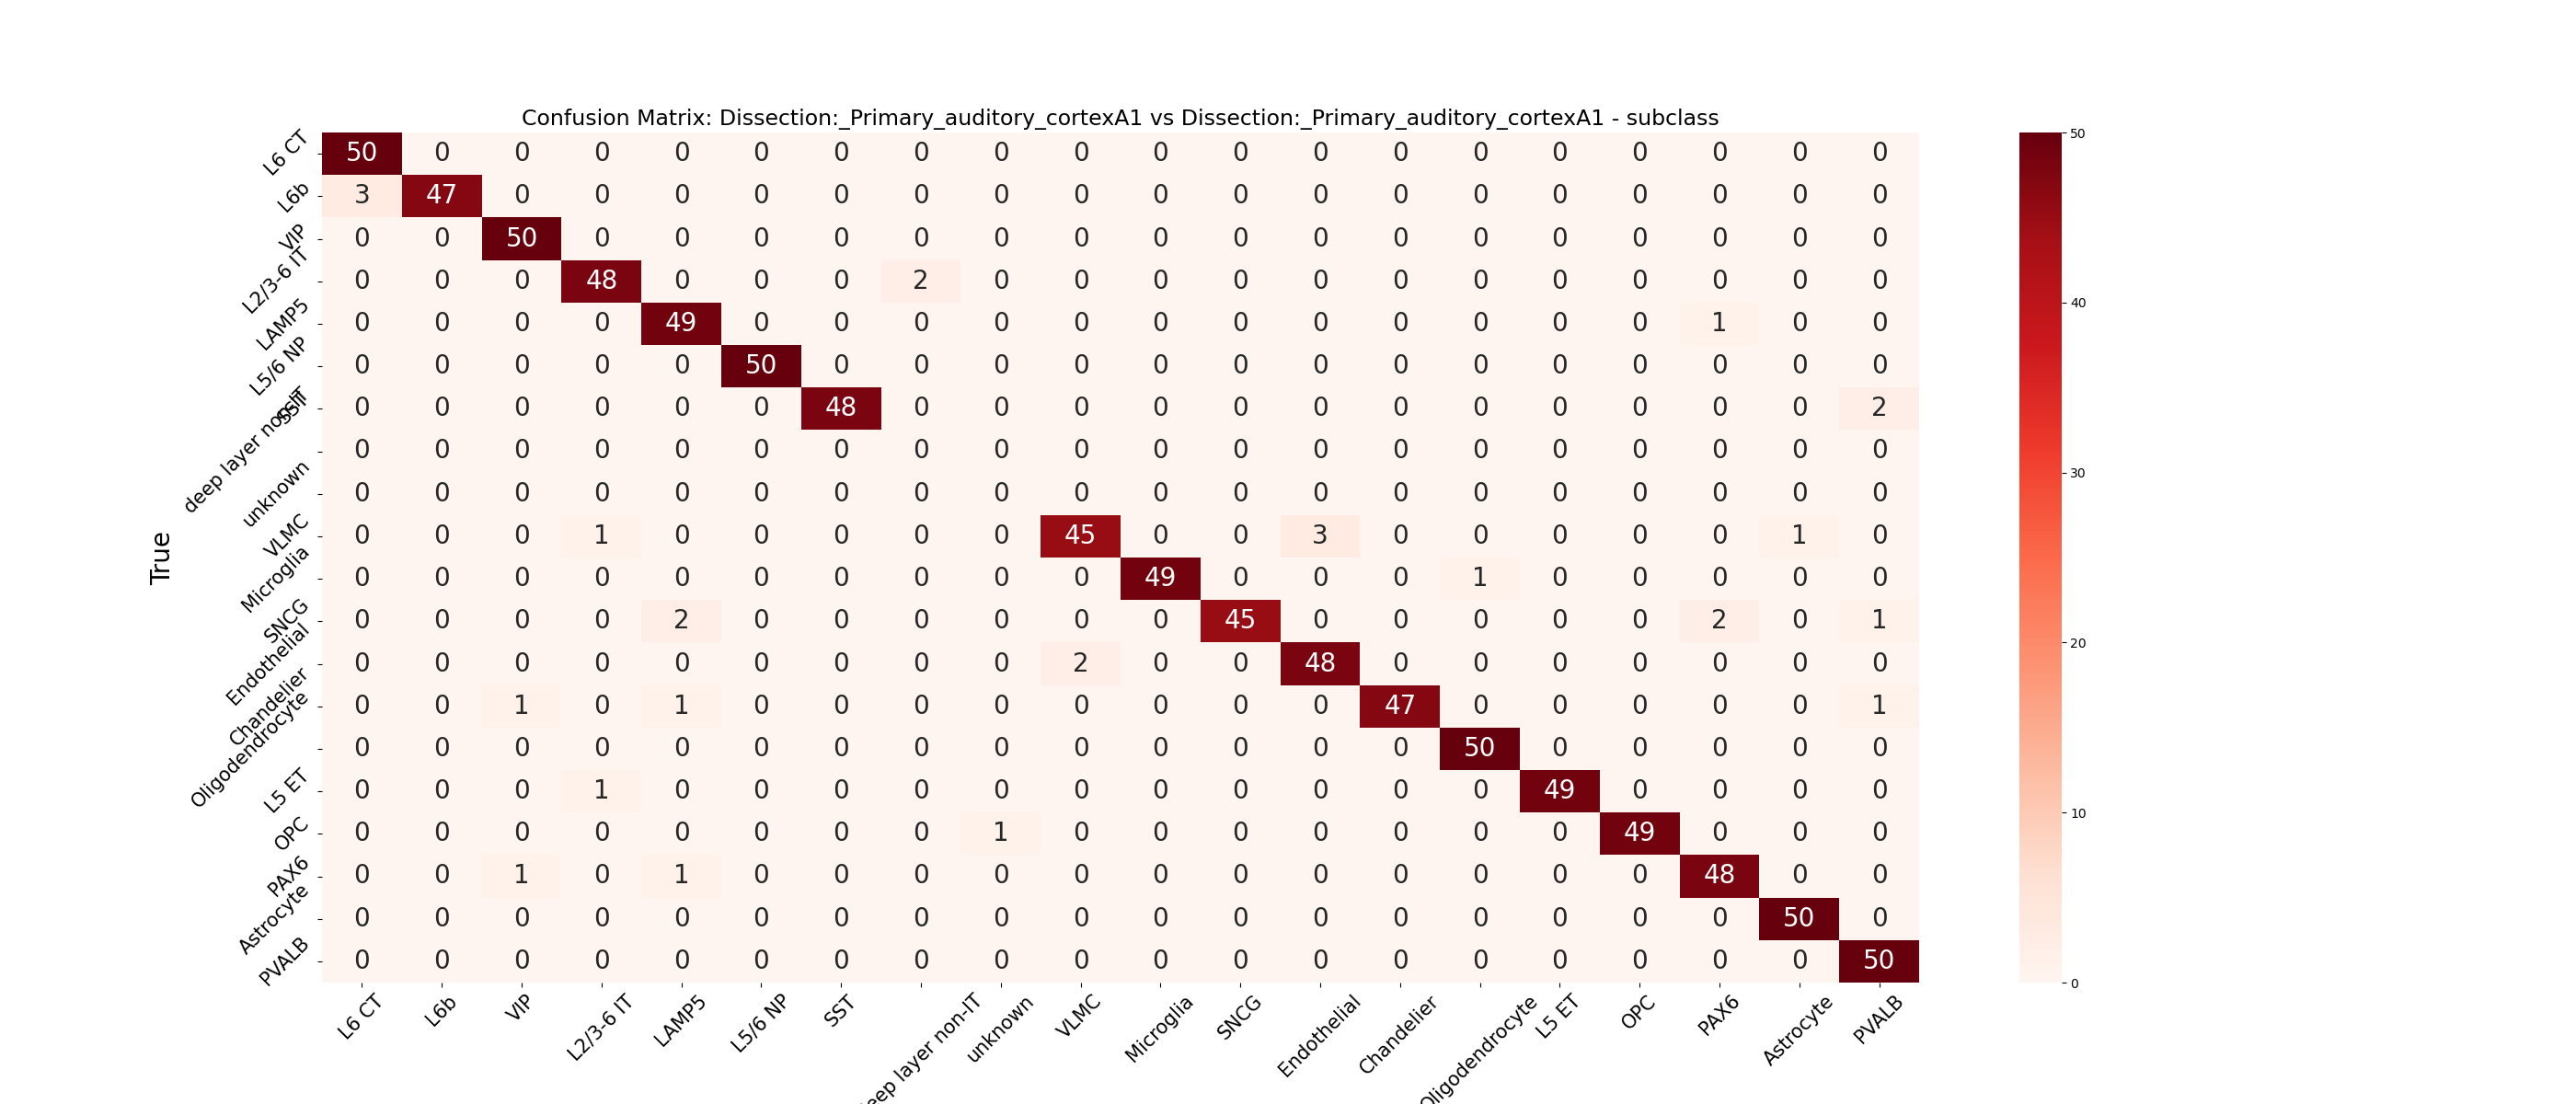 Confusion Matrix: Dissection:_Primary_auditory_cortexA1 vs Dissection:_Primary_auditory_cortexA1 - subclass
L6 CT 50 0 0 0 0 0 0 0 0 0 0 0 0 0 0 0 0 0 0 0
L6b 3 47 0 0 0 0 0 0 0 0 0 0 0 0 0 0 0 0 0 0
VIP 0 0 50 0 0 0 0 0 0 0 0 0 0 0 0 0 0 0 0 0
L2/3-6 IT 0 0 0 48 0 0 0 2 0 0 0 0 0 0 0 0 0 0 0 0
LAMP5 0 0 0 0 49 0 0 0 0 0 0 0 0 0 0 0 0 1 0 0
L5/6 NP 0 0 0 0 0 50 0 0 0 0 0 0 0 0 0 0 0 0 0 0
SST 0 0 0 0 0 0 48 0 0 0 0 0 0 0 0 0 0 0 0 2
deep layer non-IT 0 0 0 0 0 0 0 0 0 0 0 0 0 0 0 0 0 0 0 0
unknown 0 0 0 0 0 0 0 0 0 0 0 0 0 0 0 0 0 0 0 0
VLMC 0 0 0 1 0 0 0 0 0 45 0 0 3 0 0 0 0 0 1 0
Microglia 0 0 0 0 0 0 0 0 0 0 49 0 0 0 1 0 0 0 0 0
SNCG 0 0 0 0 2 0 0 0 0 0 0 45 0 0 0 0 0 2 0 1
Endothelial 0 0 0 0 0 0 0 0 0 2 0 0 48 0 0 0 0 0 0 0
Chandelier 0 0 1 0 1 0 0 0 0 0 0 0 0 47 0 0 0 0 0 1
Oligodendrocyte 0 0 0 0 0 0 0 0 0 0 0 0 0 0 50 0 0 0 0 0
L5 ET 0 0 0 1 0 0 0 0 0 0 0 0 0 0 0 49 0 0 0 0
OPC 0 0 0 0 0 0 0 0 1 0 0 0 0 0 0 0 49 0 0 0
PAX6 0 0 1 0 1 0 0 0 0 0 0 0 0 0 0 0 0 48 0 0
Astrocyte 0 0 0 0 0 0 0 0 0 0 0 0 0 0 0 0 0 0 50 0
PVALB 0 0 0 0 0 0 0 0 0 0 0 0 0 0 0 0 0 0 0 50
True
L6 CT L6b VIP L2/3-6 IT LAMP5 L5/6 NP SST eep layer non-IT unknown VLMC Microglia SNCG Endothelial Chandelier Oligodendrocyte L5 ET OPC PAX6 Astrocyte PVALB
50
40
30
20
10
0